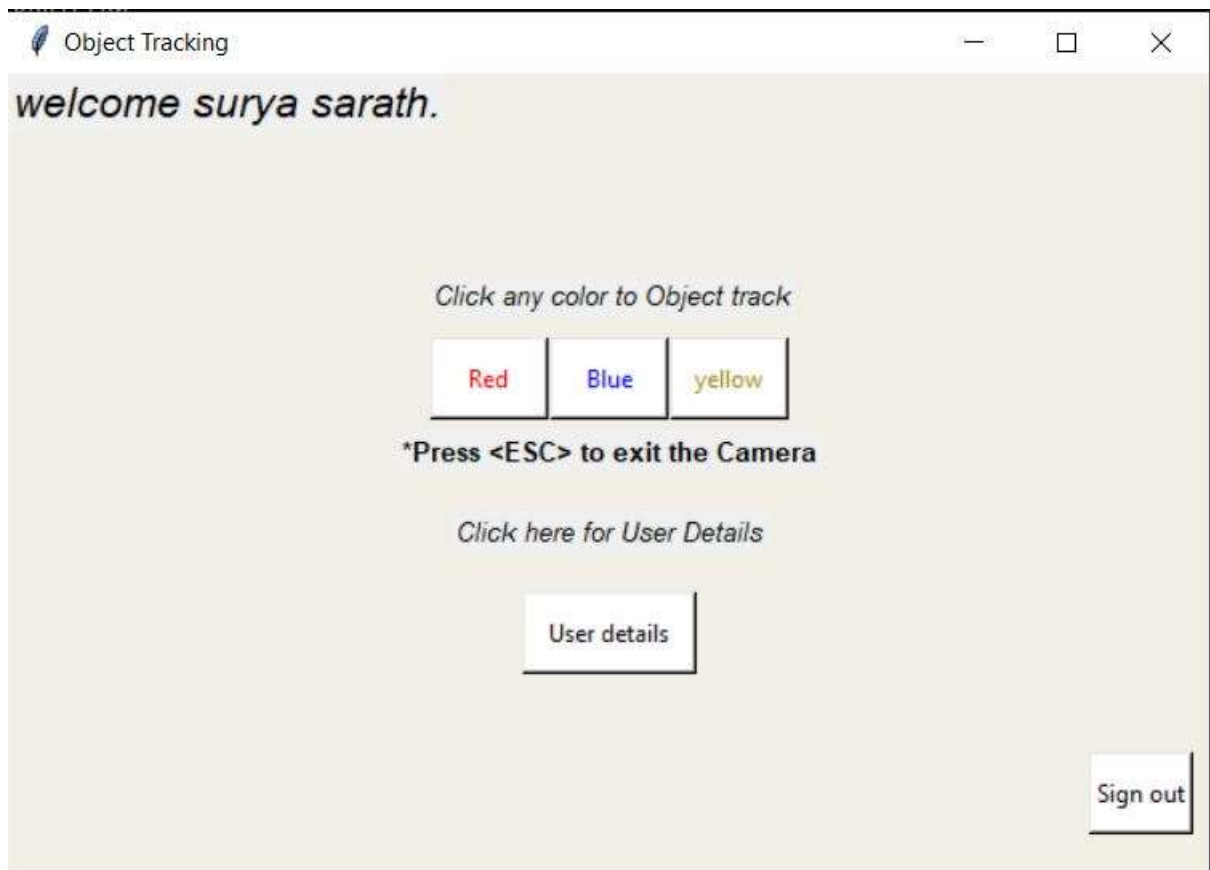 Object Tracking
welcome surya sarath.
Click any color to Object track
Red Blue yellow
*Press <ESC> to exit the Camera
Click here for User Details
User details
Sign out